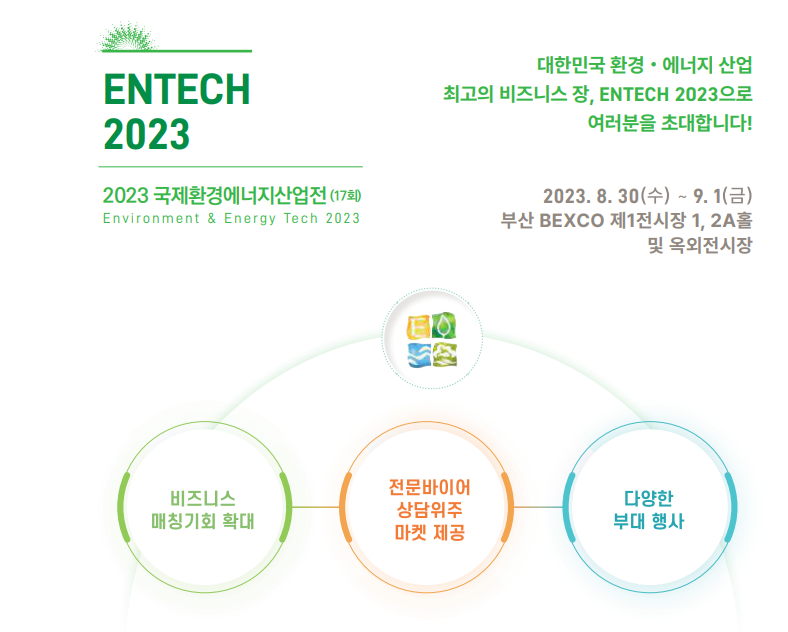 ENTECH
2023
2023 국제환경에너지산업전 (17회)
Environment & Energy Tech 2023
대한민국 환경·에너지 산업
최고의 비즈니스 장, ENTECH 2023으로
여러분을 초대합니다!
2023. 8. 30(수) ~ 9. 1(금)
부산 BEXCO 제1전시장 1, 2A홀
및 옥외전시장
E
비즈니스
매칭기회 확대
전문바이어
상담위주
마켓 제공
다양한
부대 행사